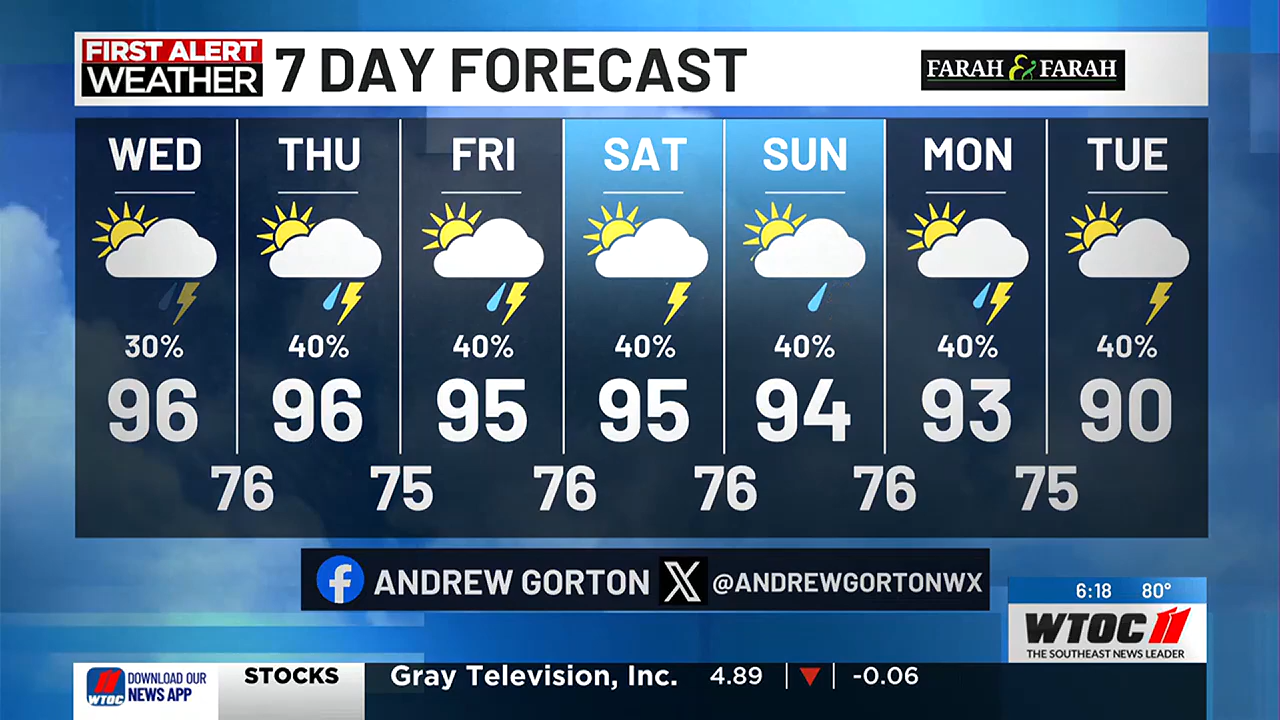 FIRST ALERT
WEATHER
7 DAY FORECAST
FARAH & FARAH
WED THU FRI SAT SUN MON TUE
30% 40% 40% 40% 40% 40% 40%
96 96 95 95 94 93 90
76 75 76 76 76 75
ANDREW GORTON @ANDREWGORTONWX
6:18 80°
WTOC 11
THE SOUTHEAST NEWS LEADER
11
WTOC
DOWNLOAD OUR
NEWS APP
STOCKS
Gray Television, Inc. 4.89 -0.06